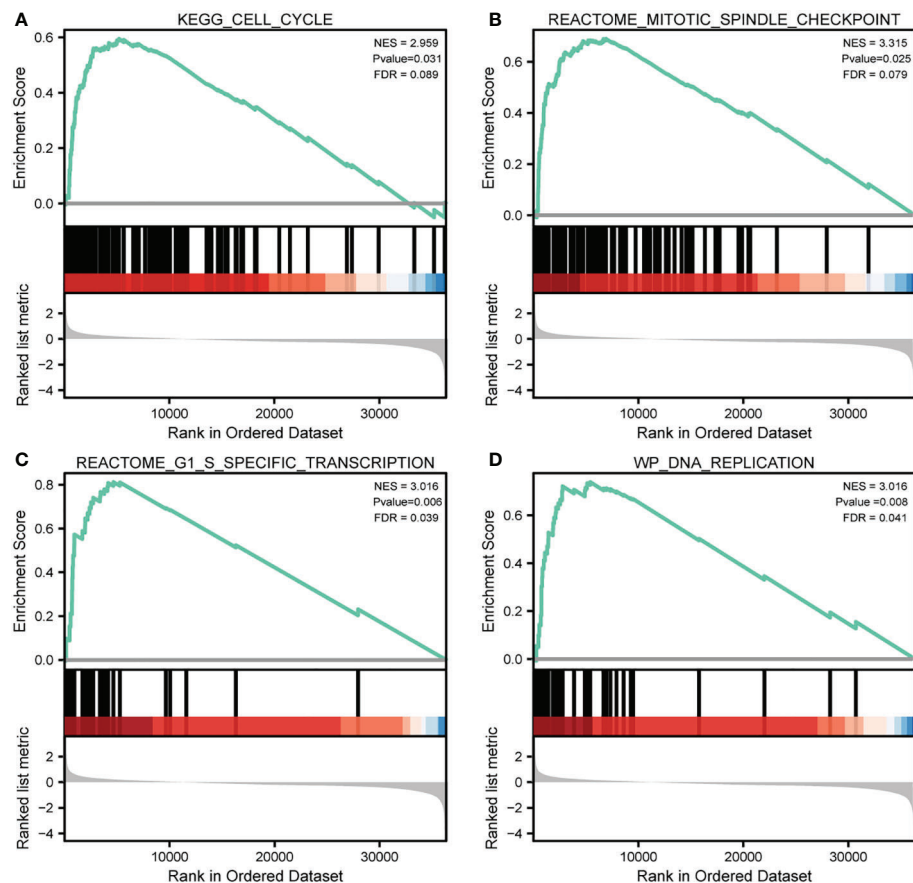 A
KEGG_CELL_CYCLE
NES = 2.959
Pvalue=0.031
FDR = 0.089
Enrichment Score
0.6
0.4
0.2
0.0
Ranked list metric
2
0
−2
−4
10000 20000 30000
Rank in Ordered Dataset
B
REACTOME_MITOTIC_SPINDLE_CHECKPOINT
NES = 3.315
Pvalue=0.025
FDR = 0.079
Enrichment Score
0.6
0.4
0.2
0.0
Ranked list metric
2
0
−2
−4
10000 20000 30000
Rank in Ordered Dataset
C
REACTOME_G1_S_SPECIFIC_TRANSCRIPTION
NES = 3.016
Pvalue=0.006
FDR = 0.039
Enrichment Score
0.8
0.6
0.4
0.2
0.0
Ranked list metric
2
0
−2
−4
10000 20000 30000
Rank in Ordered Dataset
D
WP_DNA_REPLICATION
NES = 3.016
Pvalue =0.008
FDR = 0.041
Enrichment Score
0.6
0.4
0.2
0.0
Ranked list metric
2
0
−2
−4
10000 20000 30000
Rank in Ordered Dataset